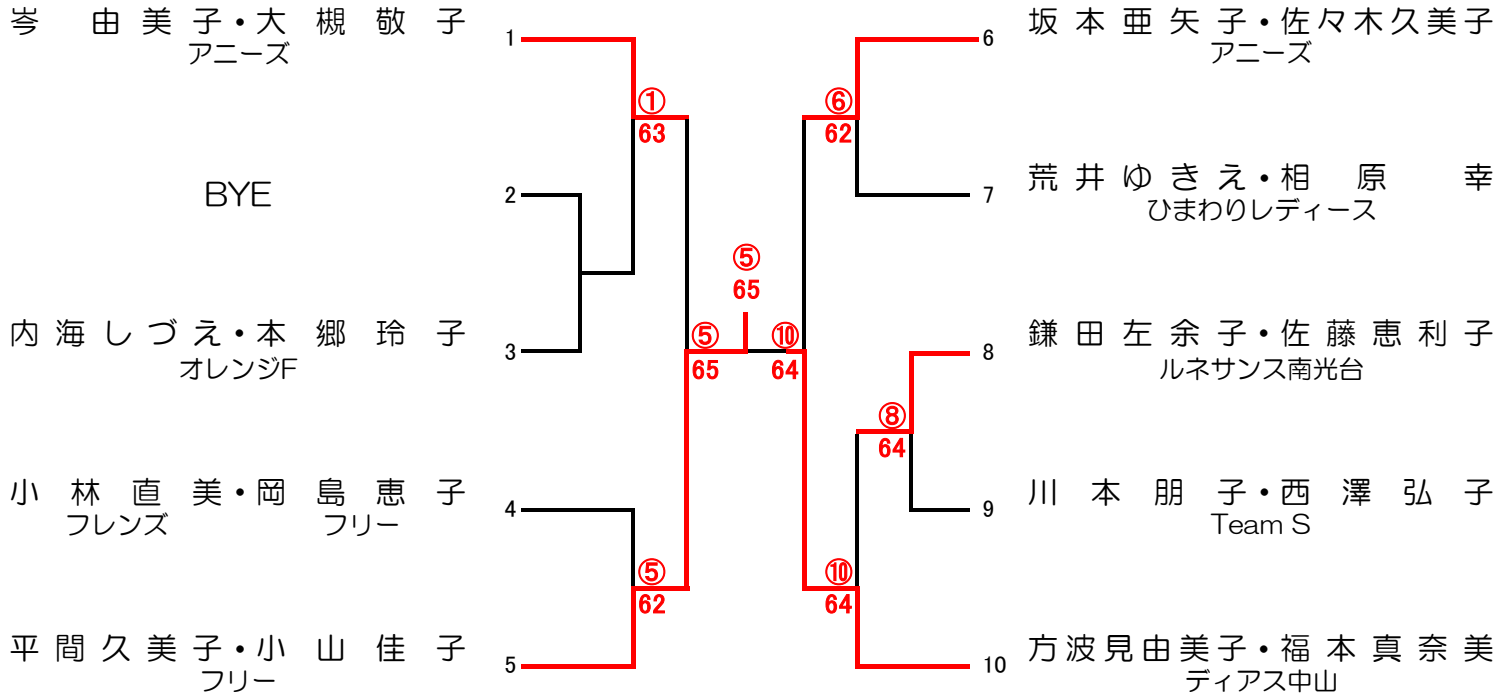 岑由美子・大槻敬子
アニーズ
1
①
63
BYE
2
内海しづえ・本郷玲子
オレンジF
3
小林直美・岡島恵子
フレンズ フリー
4
⑤
62
平間久美子・小山佳子
フリー
5
⑤
65
⑤
65
⑩
64
6
坂本亜矢子・佐々木久美子
アニーズ
⑥
62
7
荒井ゆきえ・相原幸
ひまわりレディース
8
鎌田左余子・佐藤恵利子
ルネサンス南光台
⑧
64
9
川本朋子・西澤弘子
Team S
⑩
64
10
方波見由美子・福本真奈美
ディアス中山